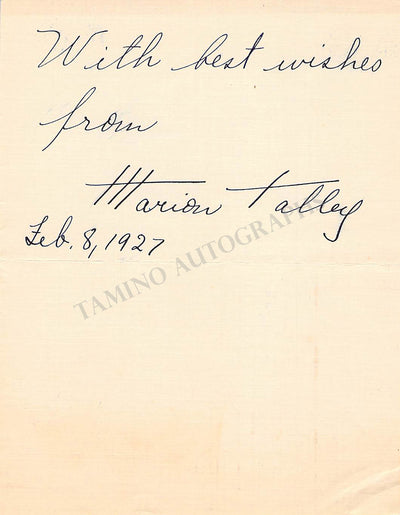 With best wishes
from
Marion Talley
Feb. 8, 1927
TAMINO AUTOGRAPHS